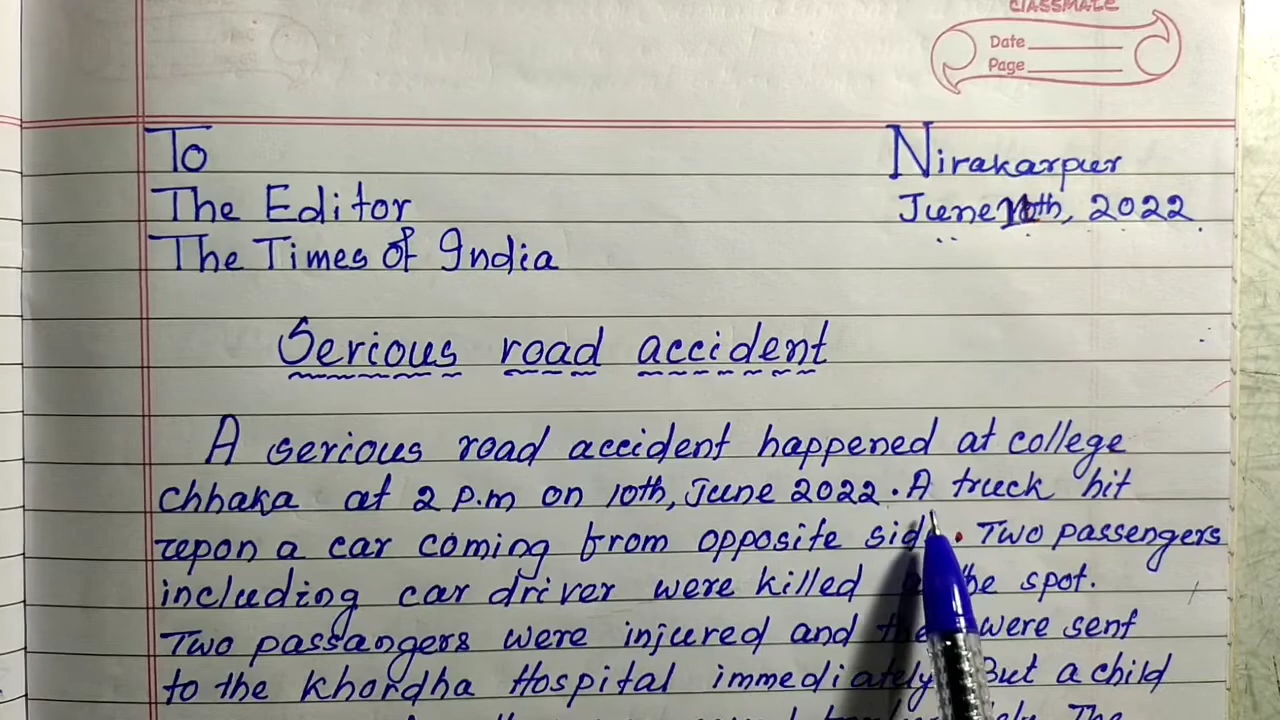 CLASSMATE
Date
Page
To
Nirakarpur
The Editor
June 10th, 2022
The Times of India
Serious road accident
A serious road accident happened at college
chhaka at 2 p.m on 10th, June 2022. A truck hit
upon a car coming from opposite side. Two passengers
including car driver were killed the spot.
Two passangers were injured and were sent
to the Khordha Hospital immediately. But a child
The